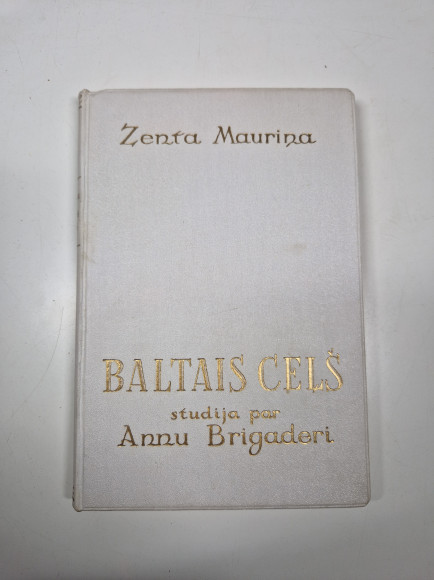 Zenta Mauriņa
BALTAIS CEĻŠ
studija par
Annu Brigaderi